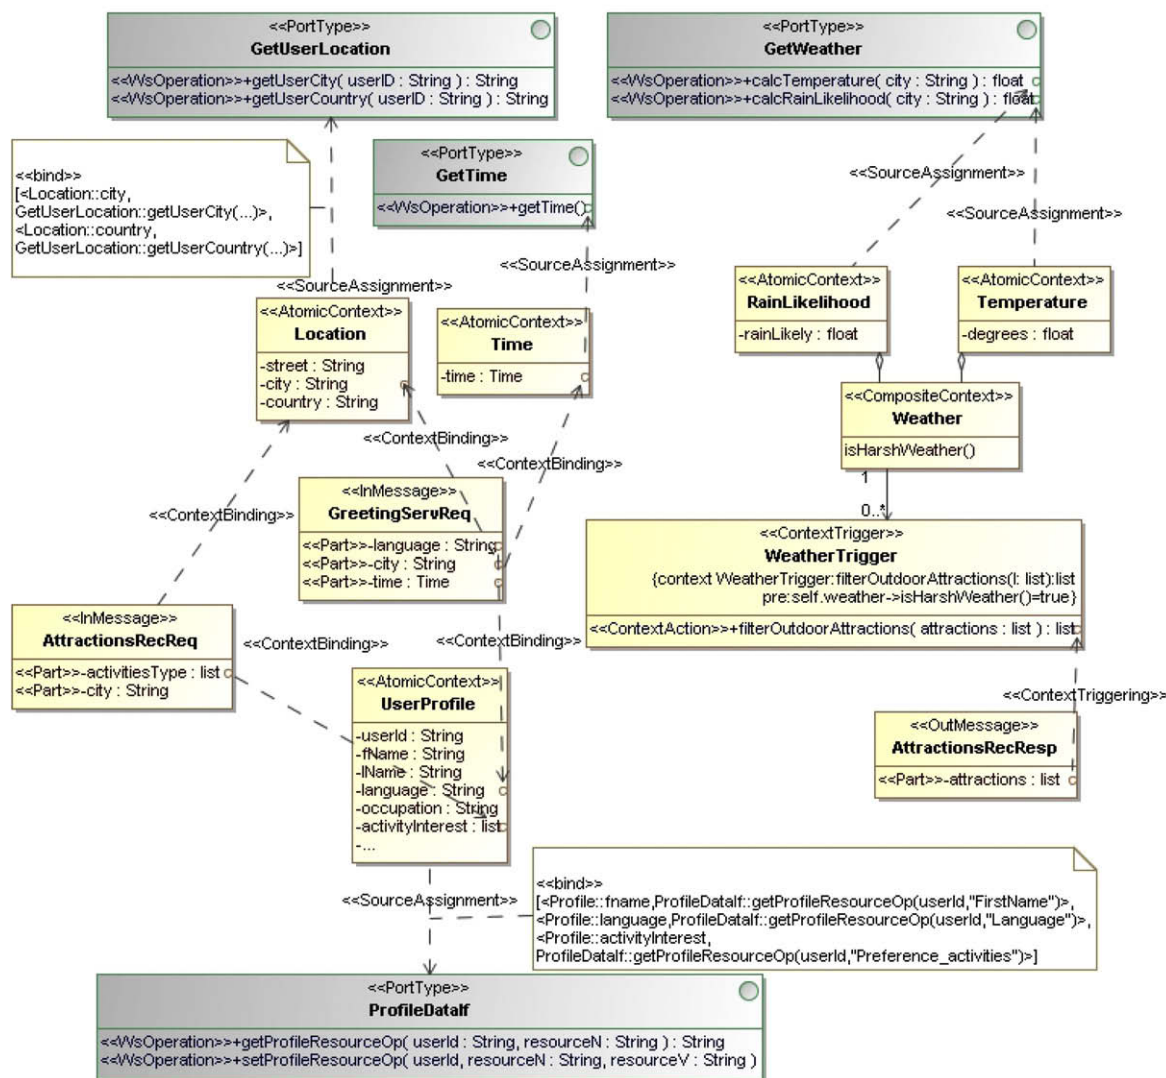 <<PortType>>
GetUserLocation
<<WsOperation>>+getUserCity( userID : String ) : String
<<WsOperation>>+getUserCountry( userID : String ) : String
<<PortType>>
GetWeather
<<WsOperation>>+calcTemperature( city : String ) : float
<<WsOperation>>+calcRainLikelihood( city : String ) : float
<<bind>>
[<Location::city,
GetUserLocation::getUserCity(...)>,
<Location::country,
GetUserLocation::getUserCountry(...)>]
<<PortType>>
GetTime
<<WsOperation>>+getTime()
<<SourceAssignment>>
<<SourceAssignment>>
<<SourceAssignment>>
<<SourceAssignment>>
<<AtomicContext>>
Location
-street : String
-city : String
-country : String
<<AtomicContext>>
Time
-time : Time
<<AtomicContext>>
RainLikelihood
-rainLikely : float
<<AtomicContext>>
Temperature
-degrees : float
<<CompositeContext>>
Weather
isHarshWeather()
1
0..*
<<ContextBinding>>
<<ContextBinding>>
<<ContextBinding>>
<<InMessage>>
GreetingServReq
<<Part>>-language : String
<<Part>>-city : String
<<Part>>-time : Time
<<ContextTrigger>>
WeatherTrigger
{context WeatherTrigger:filterOutdoorAttractions(l: list):list
pre:self.weather->isHarshWeather()=true}
<<ContextAction>>+filterOutdoorAttractions( attractions : list ) : list
<<InMessage>>
AttractionsRecReq
<<Part>>-activitiesType : list
<<Part>>-city : String
<<ContextBinding>>
<<ContextBinding>>
<<AtomicContext>>
UserProfile
-userId : String
-fName : String
-lName : String
-language : String
-occupation : String
-activityInterest : list
-...
<<ContextTriggering>>
<<OutMessage>>
AttractionsRecResp
<<Part>>-attractions : list
<<SourceAssignment>>
<<bind>>
[<Profile::fname,ProfileDataIf::getProfileResourceOp(userId,"FirstName")>,
<Profile::language,ProfileDataIf::getProfileResourceOp(userId,"Language")>,
<Profile::activityInterest,
ProfileDataIf::getProfileResourceOp(userId,"Preference_activities")>]
<<PortType>>
ProfileDataIf
<<WsOperation>>+getProfileResourceOp( userId : String, resourceN : String ) : String
<<WsOperation>>+setProfileResourceOp( userId, resourceN : String, resourceV : String )